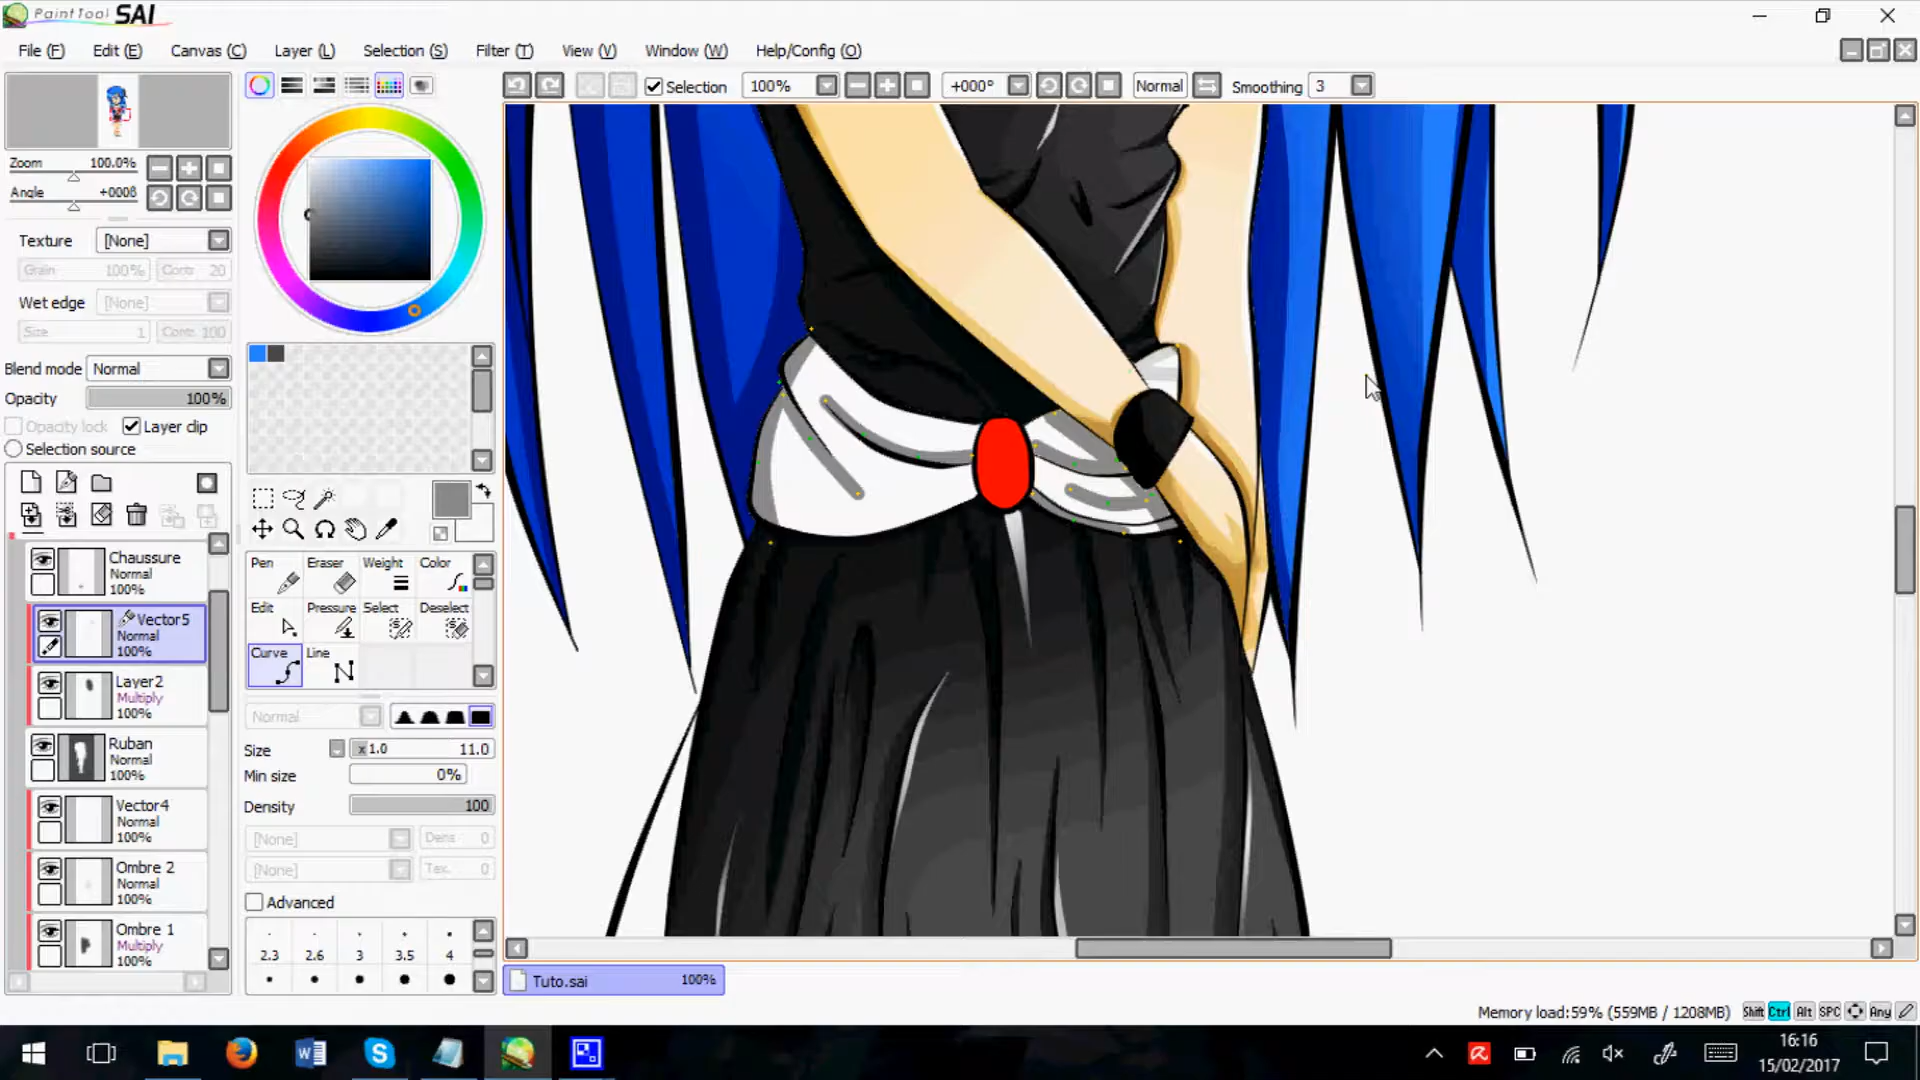 PaintTool SAI
File (F) Edit (E) Canvas (C) Layer (L) Selection (S) Filter (T) View (V) Window (W) Help/Config (O)
Selection 100% +000° Normal Smoothing 3
Zoom 100.0%
Angle +000°
Texture [None]
Grain 100% Contr 20
Wet edge [None]
Size 1 Contr 100
Blend mode Normal
Opacity 100%
Opacity lock Layer clip
Selection source
Chaussure
Normal
100%
Vector5
Normal
100%
Layer2
Multiply
100%
Ruban
Normal
100%
Vector4
Normal
100%
Ombre 2
Normal
100%
Ombre 1
Multiply
100%
Pen Eraser Weight Color
Edit Pressure Select Deselect
Curve Line
Normal
Size x1.0 11.0
Min size 0%
Density 100
[None] Dens 0
[None] Tex. 0
Advanced
2.3 2.6 3 3.5 4
Tuto.sai 100%
Memory load:59% (559MB / 1208MB) Shift Ctrl Alt SPC Any
16:16
15/02/2017